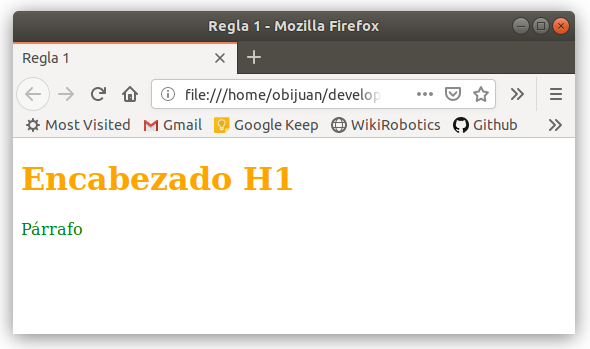 Regla 1 - Mozilla Firefox
Regla 1
file:///home/obijuan/develop
Most Visited Gmail Google Keep WikiRobotics Github
Encabezado H1
Párrafo